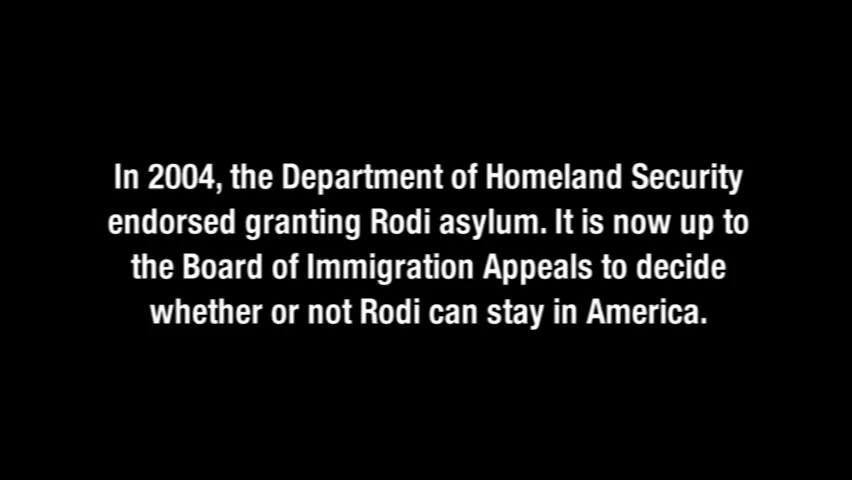 In 2004, the Department of Homeland Security
endorsed granting Rodi asylum. It is now up to
the Board of Immigration Appeals to decide
whether or not Rodi can stay in America.